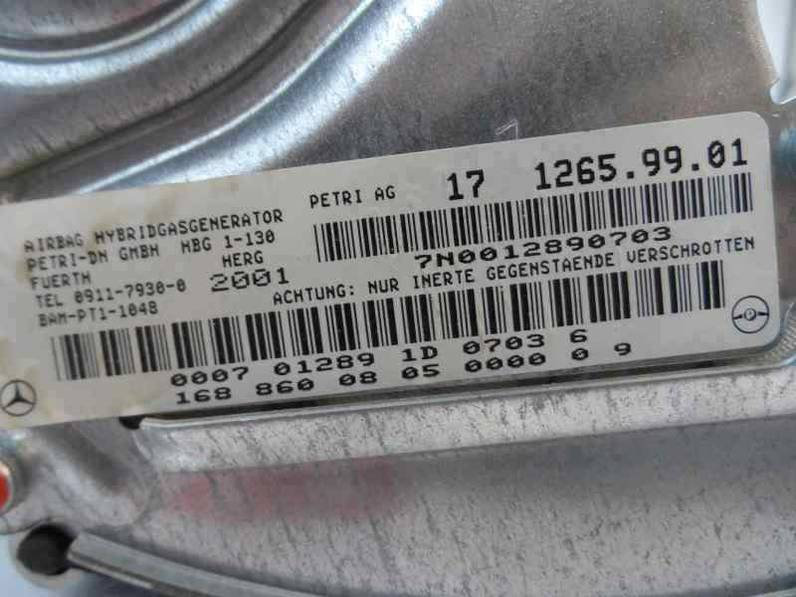 AIRBAG HYBRIDGASGENERATOR
PETRI-DN GMBH HBG 1-130
FUERTH HERG
TEL 0911-7930-0 2001
BAM-PT1-1048
PETRI AG 17 1265.99.01
7N0012890703
ACHTUNG: NUR INERTE GEGENSTAENDE VERSCHROTTEN
0007 01289 1D 0703 6
168 860 08 05 0000 0 9